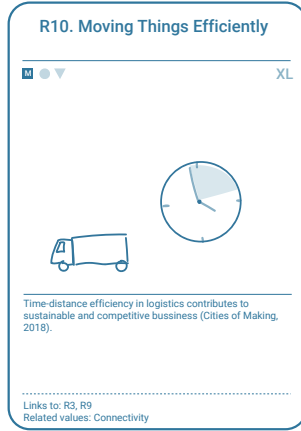 R10. Moving Things Efficiently
M
XL
Time-distance efficiency in logistics contributes to
sustainable and competitive bussiness (Cities of Making,
2018).
Links to: R3, R9
Related values: Connectivity